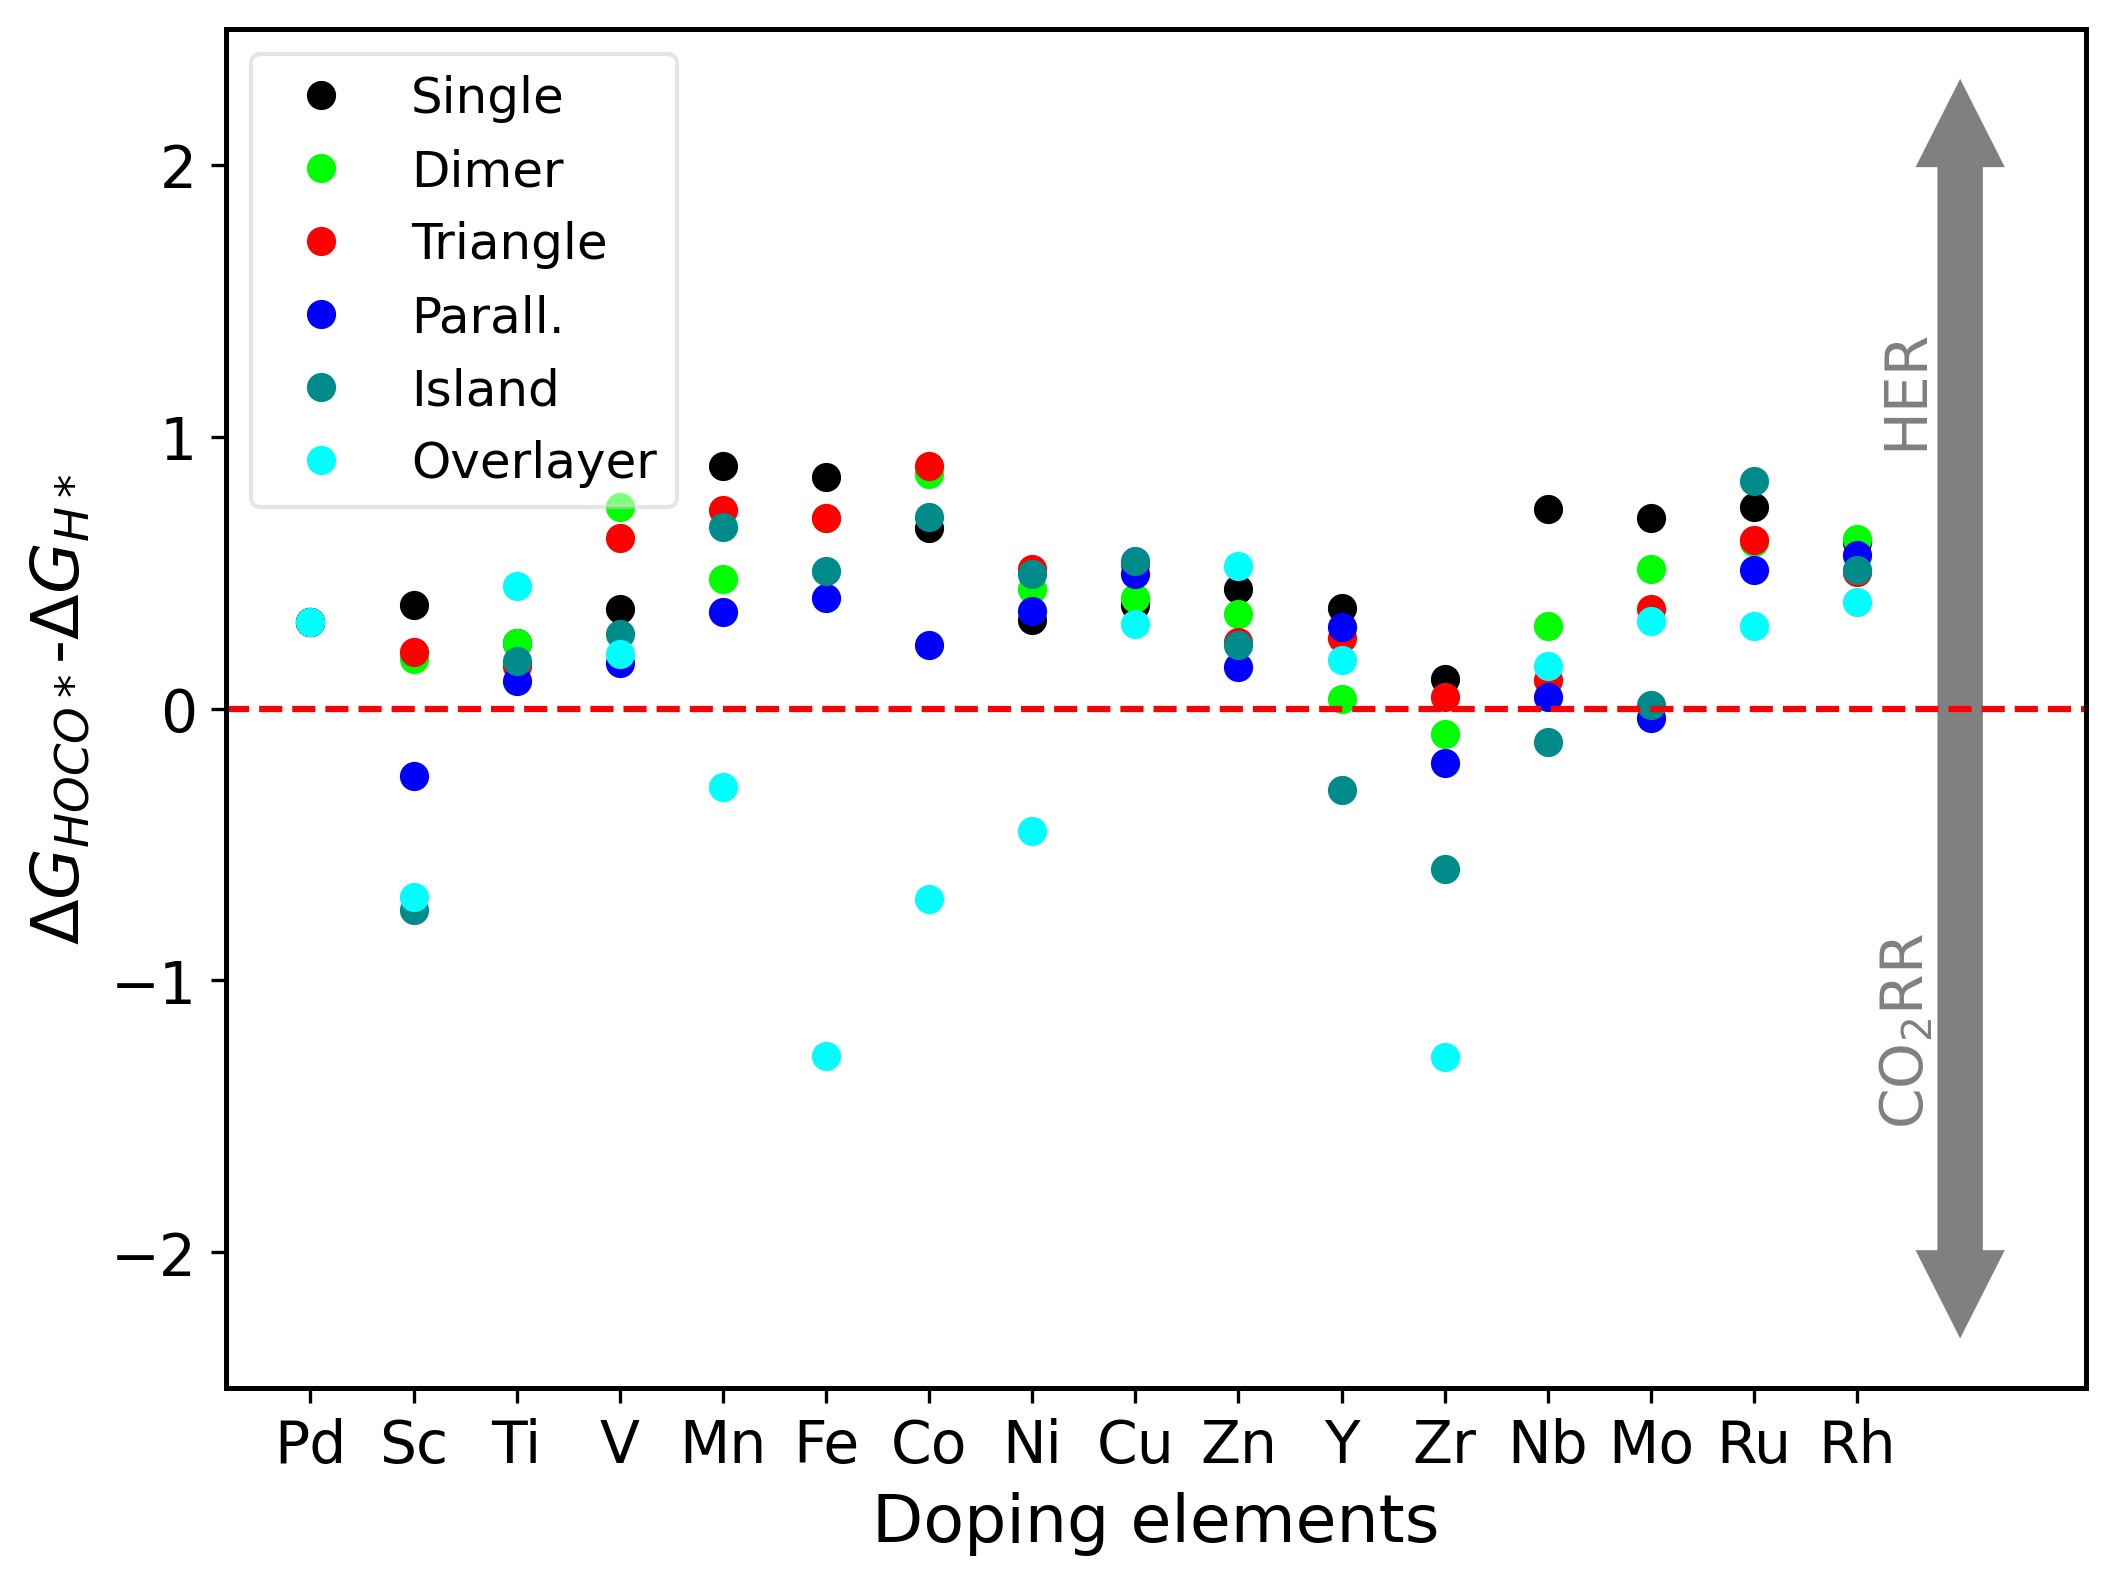 Single
Dimer
Triangle
Parall.
Island
Overlayer
2
1
0
−1
−2
ΔG_{HOCO*}-ΔG_{H*}
HER
CO₂RR
Pd Sc Ti V Mn Fe Co Ni Cu Zn Y Zr Nb Mo Ru Rh
Doping elements